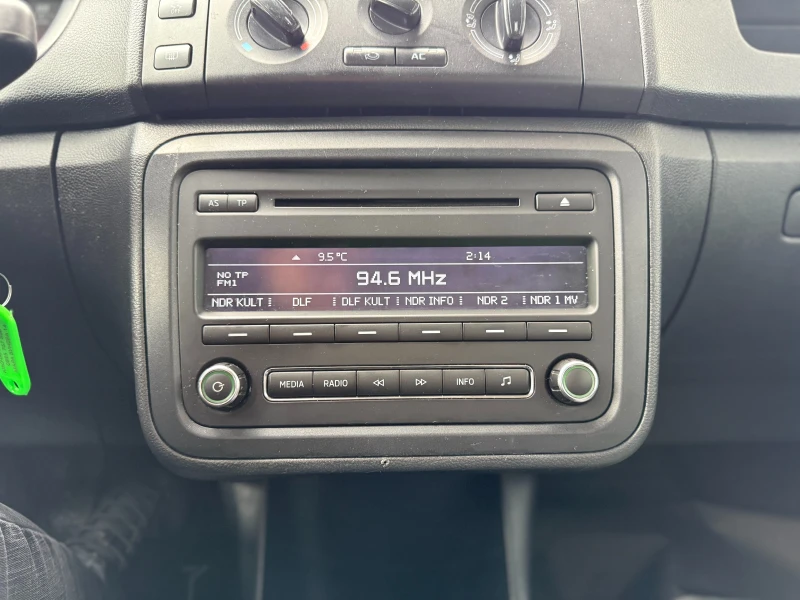 AC
AS TP
9.5°C 2:14
NO TP
FM1
94.6 MHz
NDR KULT DLF DLF KULT NDR INFO NDR 2 NDR 1 MV
MEDIA RADIO INFO